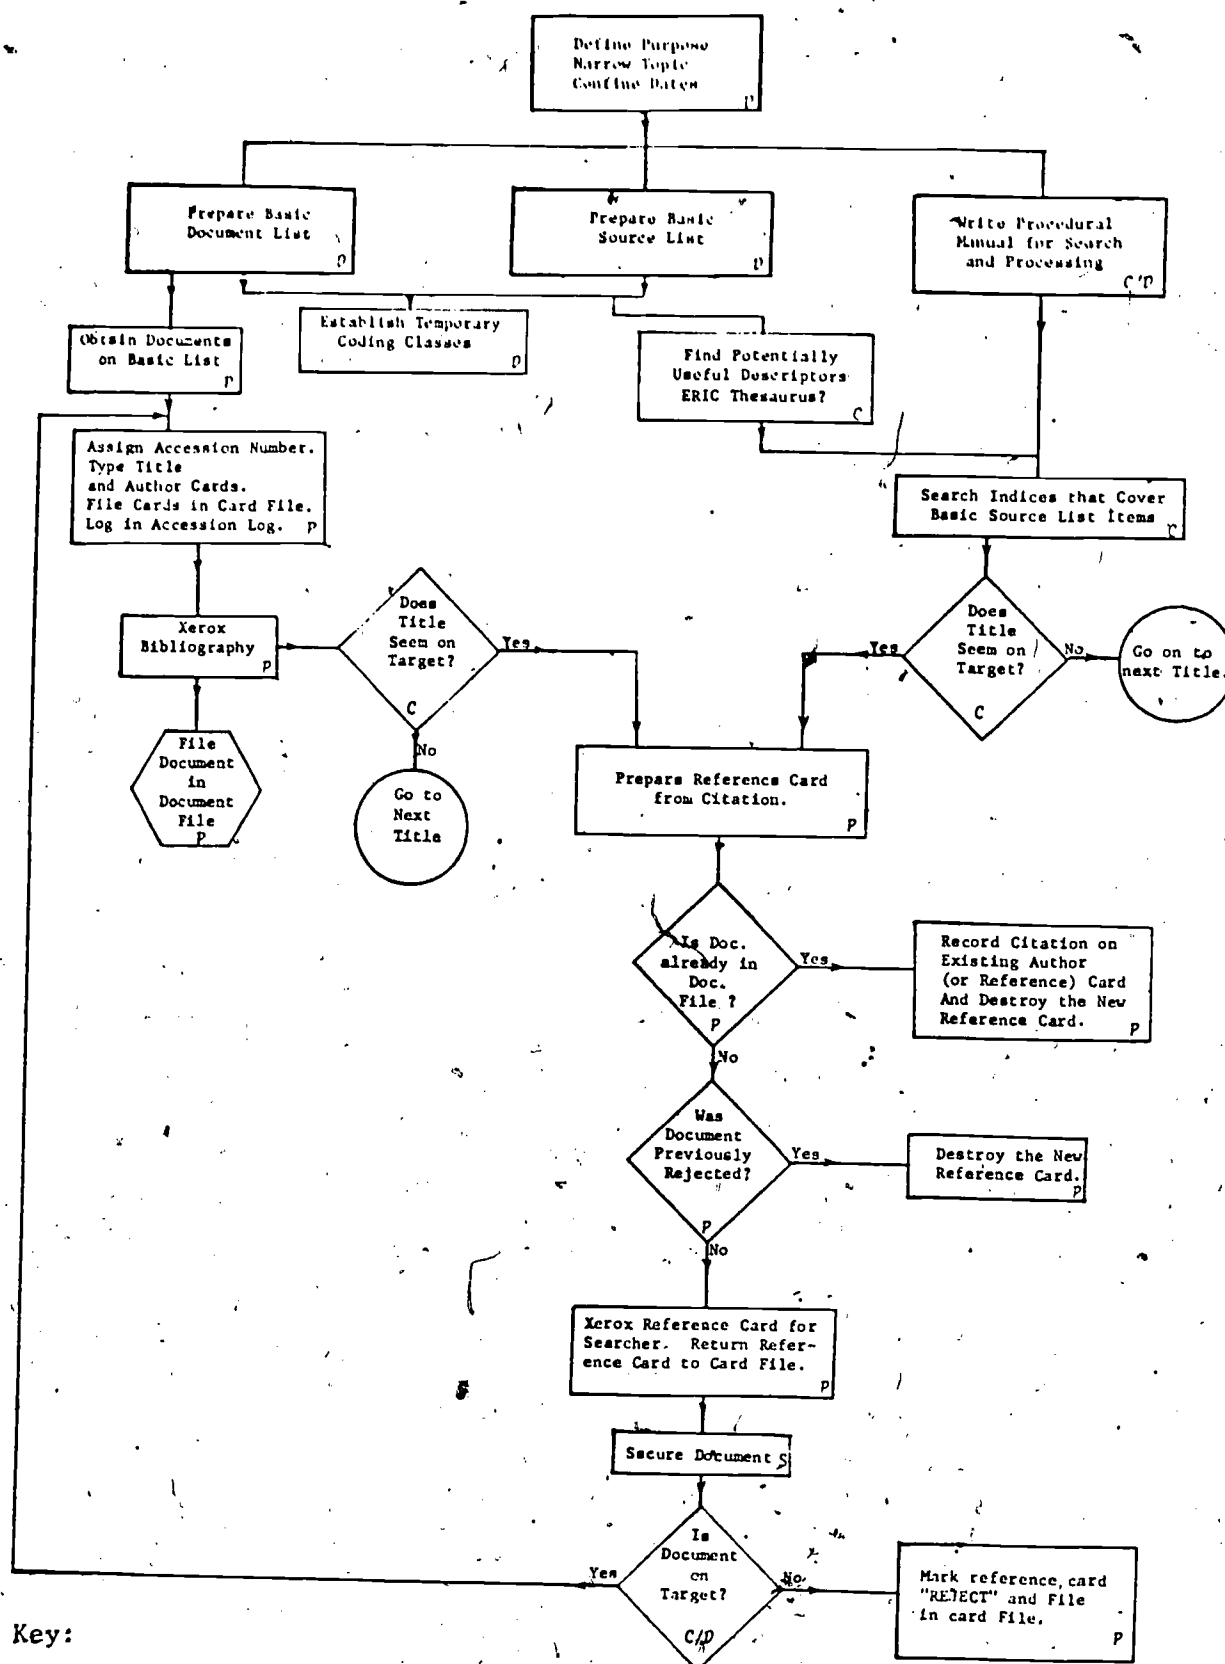 Define Purpose
Narrow Topic
Confine Dates
D
Prepare Basic
Document List
D
Prepare Basic
Source List
D
Write Procedural
Manual for Search
and Processing
C/D
Obtain Documents
on Basic List
P
Establish Temporary
Coding Classes
D
Find Potentially
Useful Descriptors
ERIC Thesaurus?
C
Assign Accession Number.
Type Title
and Author Cards.
File Cards in Card File.
Log in Accession Log. P
Search Indices that Cover
Basic Source List Items
C
Xerox
Bibliography
P
Does
Title
Seem on
Target?
C
Yes
No
Does
Title
Seem on
Target?
C
Yes
No
Go on to
next Title.
File
Document
in
Document
File
P
Go to
Next
Title
Prepare Reference Card
from Citation.
P
Is Doc.
already in
Doc.
File ?
P
Yes
No
Record Citation on
Existing Author
(or Reference) Card
And Destroy the New
Reference Card.
P
Was
Document
Previously
Rejected?
P
Yes
No
Destroy the New
Reference Card.
P
Xerox Reference Card for
Searcher. Return Refer-
ence Card to Card File.
P
Secure Document S
Is
Document
on
Target?
C/D
Yes
No
Mark reference card
"REJECT" and File
in card File.
P
Key: